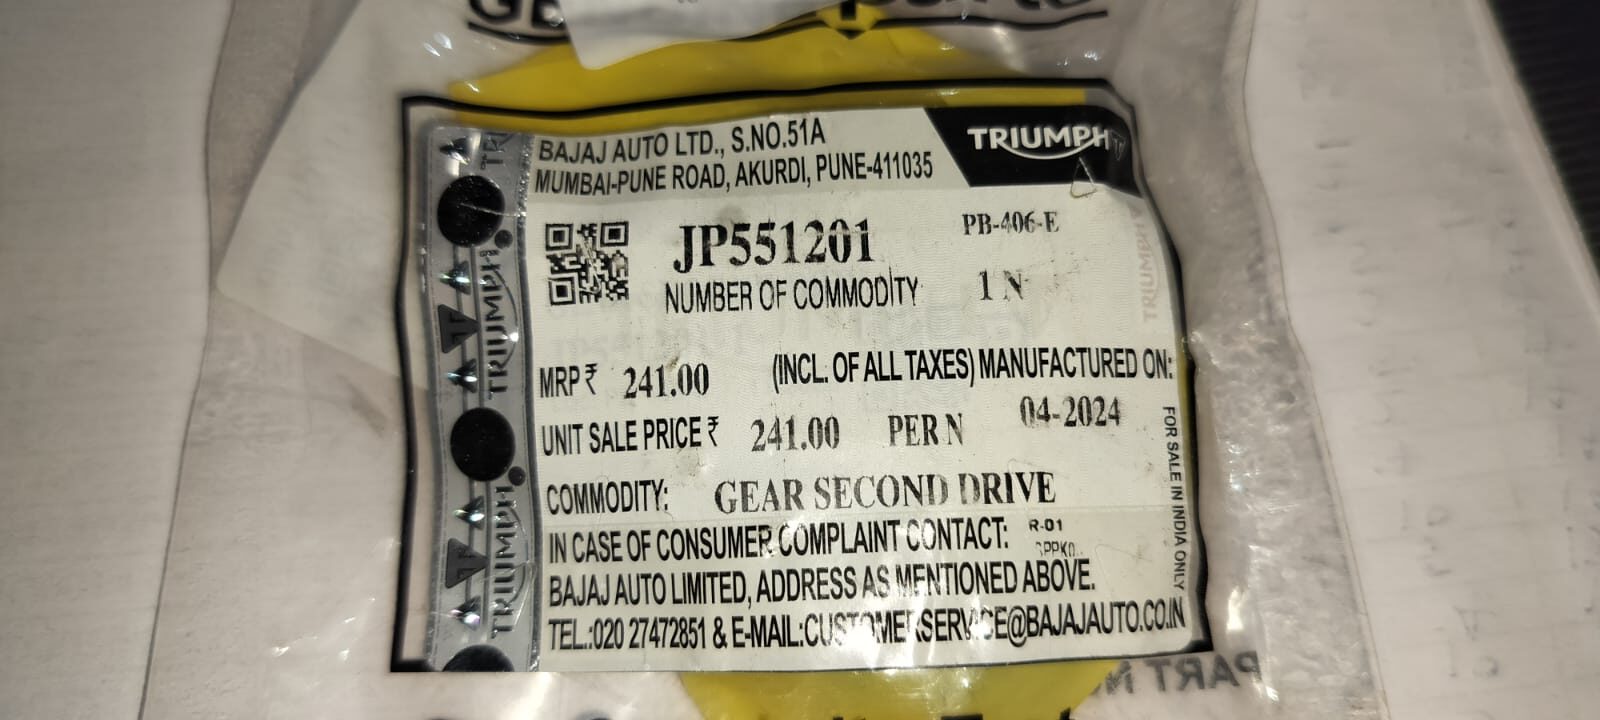 BAJAJ AUTO LTD., S.NO.51A
MUMBAI-PUNE ROAD, AKURDI, PUNE-411035
TRIUMPH
JP551201
PB-406-E
NUMBER OF COMMODITY 1 N
MRP ₹ 241.00 (INCL. OF ALL TAXES) MANUFACTURED ON:
04-2024
UNIT SALE PRICE ₹ 241.00 PER N
COMMODITY: GEAR SECOND DRIVE
IN CASE OF CONSUMER COMPLAINT CONTACT: R-01
BAJAJ AUTO LIMITED, ADDRESS AS MENTIONED ABOVE.
TEL.:020 27472851 & E-MAIL:CUSTOMERSERVICE@BAJAJAUTO.CO.IN
FOR SALE IN INDIA ONLY
TRIUMPH
TRIUMPH
TRIUMPH
PART